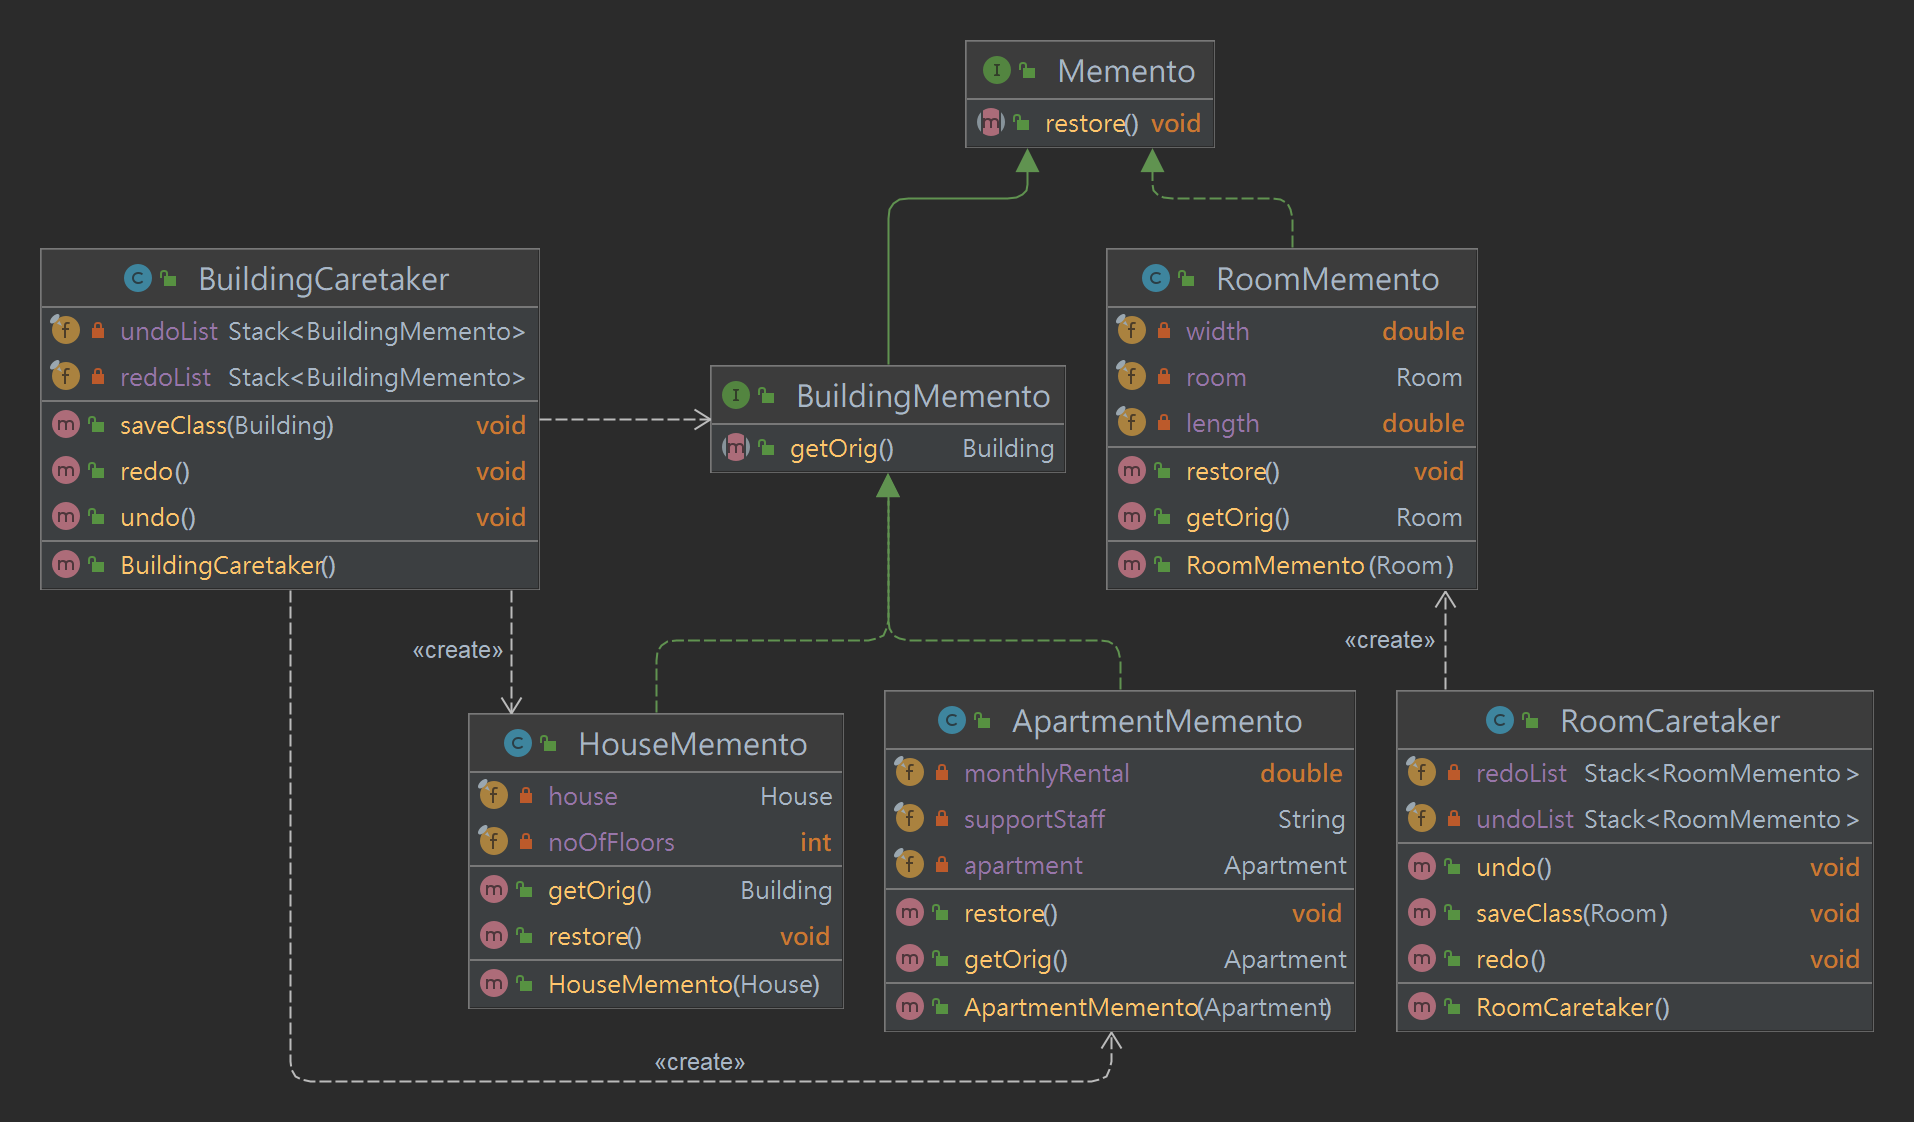 Memento
restore() void
BuildingCaretaker
undoList Stack<BuildingMemento>
redoList Stack<BuildingMemento>
saveClass(Building) void
redo() void
undo() void
BuildingCaretaker()
BuildingMemento
getOrig() Building
RoomMemento
width double
room Room
length double
restore() void
getOrig() Room
RoomMemento(Room)
«create»
«create»
HouseMemento
house House
noOfFloors int
getOrig() Building
restore() void
HouseMemento(House)
ApartmentMemento
monthlyRental double
supportStaff String
apartment Apartment
restore() void
getOrig() Apartment
ApartmentMemento(Apartment)
RoomCaretaker
redoList Stack<RoomMemento>
undoList Stack<RoomMemento>
undo() void
saveClass(Room) void
redo() void
RoomCaretaker()
«create»